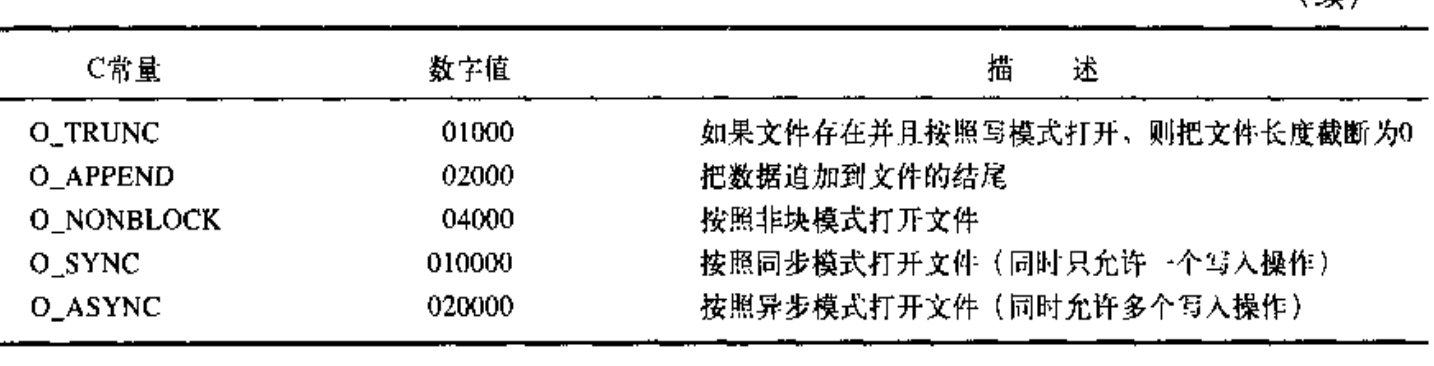 C常量 数字值 描 述
O_TRUNC 01000 如果文件存在并且按照写模式打开、则把文件长度截断为0
O_APPEND 02000 把数据追加到文件的结尾
O_NONBLOCK 04000 按照非块模式打开文件
O_SYNC 010000 按照同步模式打开文件（同时只允许一个写入操作）
O_ASYNC 020000 按照异步模式打开文件（同时允许多个写入操作）